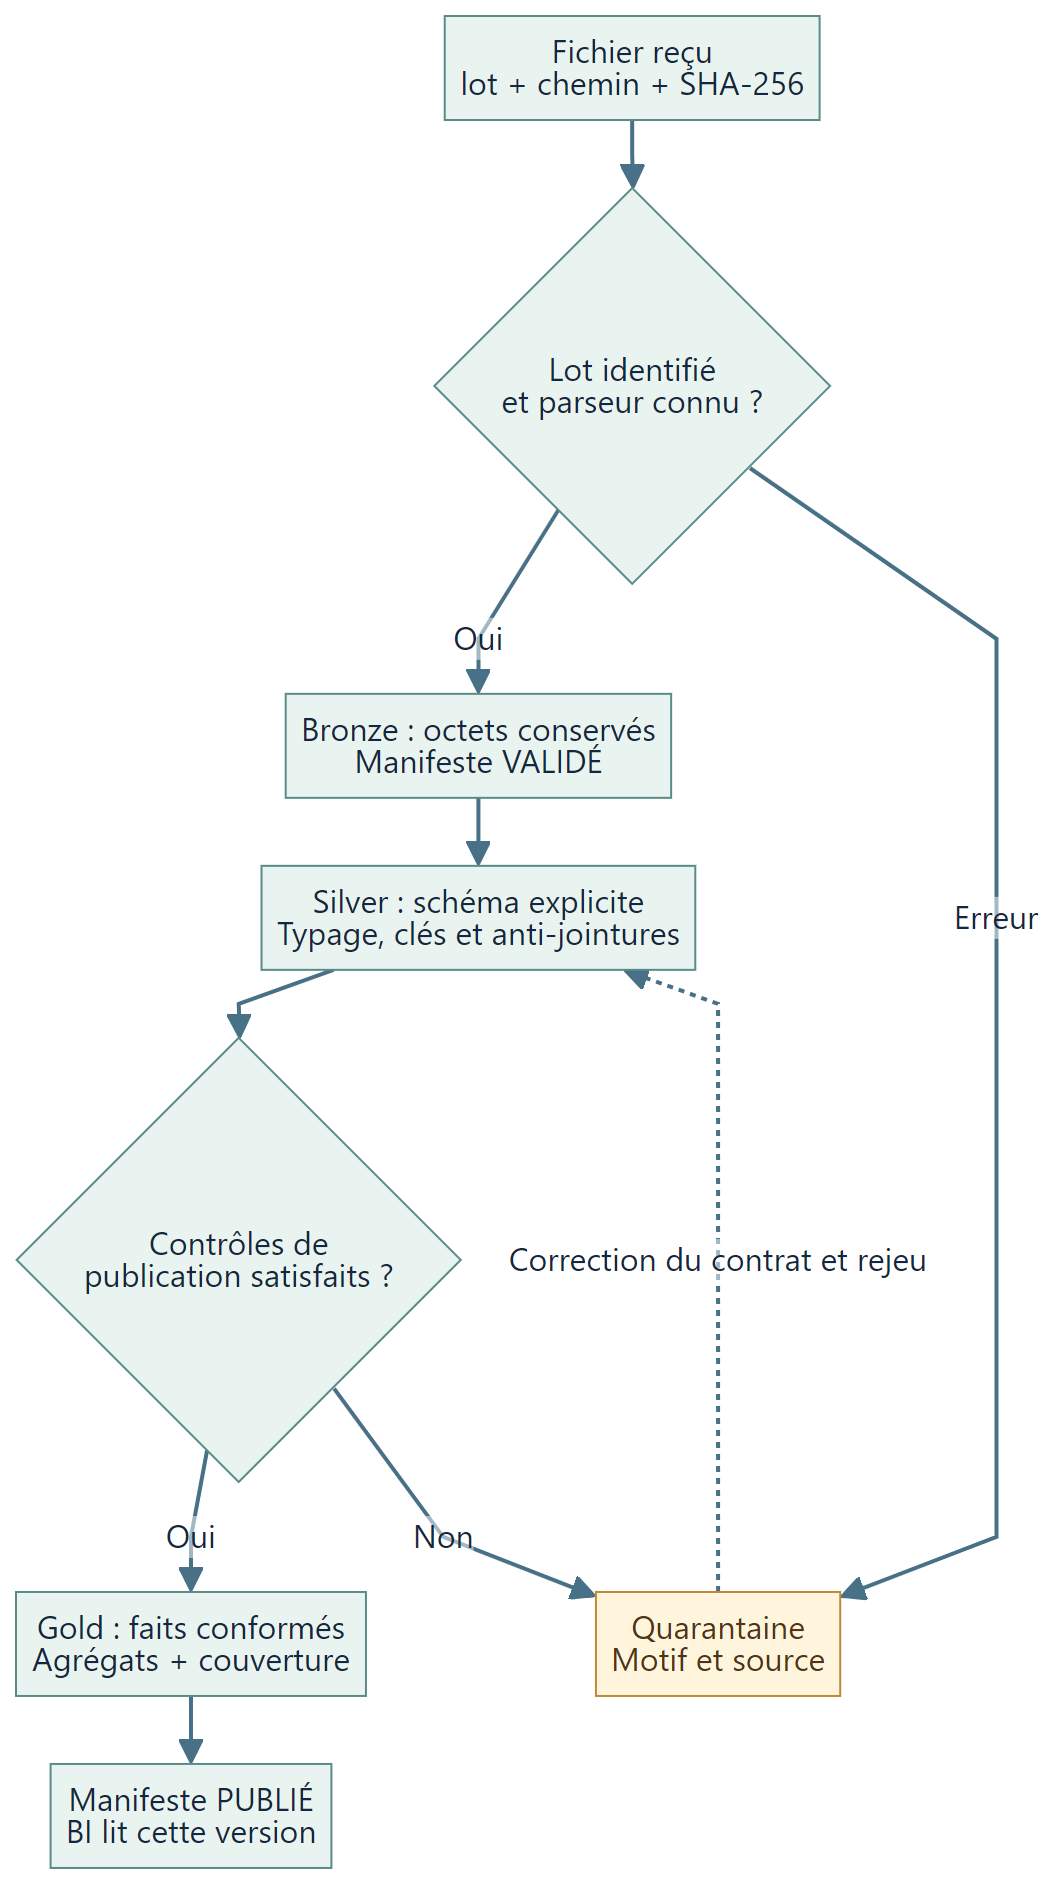 Fichier reçu
lot + chemin + SHA-256
Lot identifié
et parseur connu ?
Oui
Bronze : octets conservés
Manifeste VALIDÉ
Silver : schéma explicite
Typage, clés et anti-jointures
Erreur
Contrôles de
publication satisfaits ?
Correction du contrat et rejeu
Oui
Non
Gold : faits conformés
Agrégats + couverture
Quarantaine
Motif et source
Manifeste PUBLIÉ
BI lit cette version